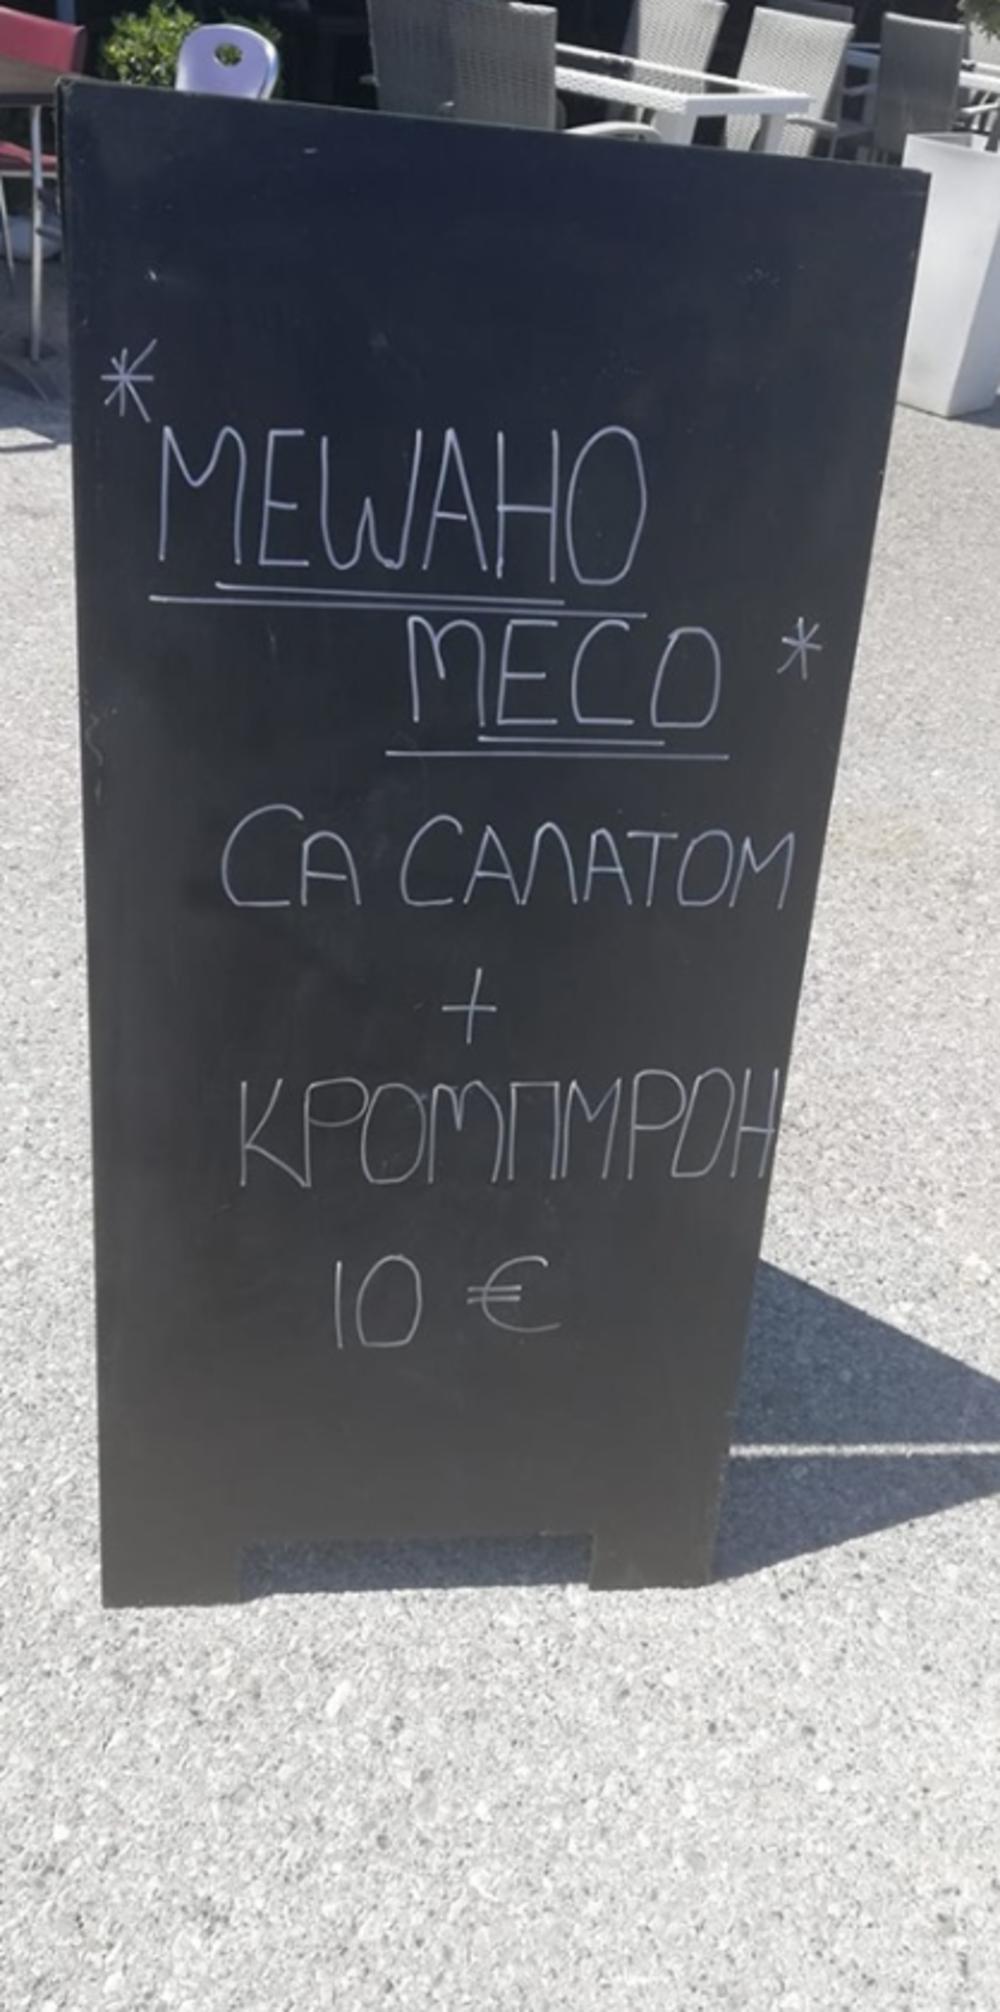 * МЕШАНО
МЕСО *
СА САЛАТОМ
+
КРОМПМРОН
10 €